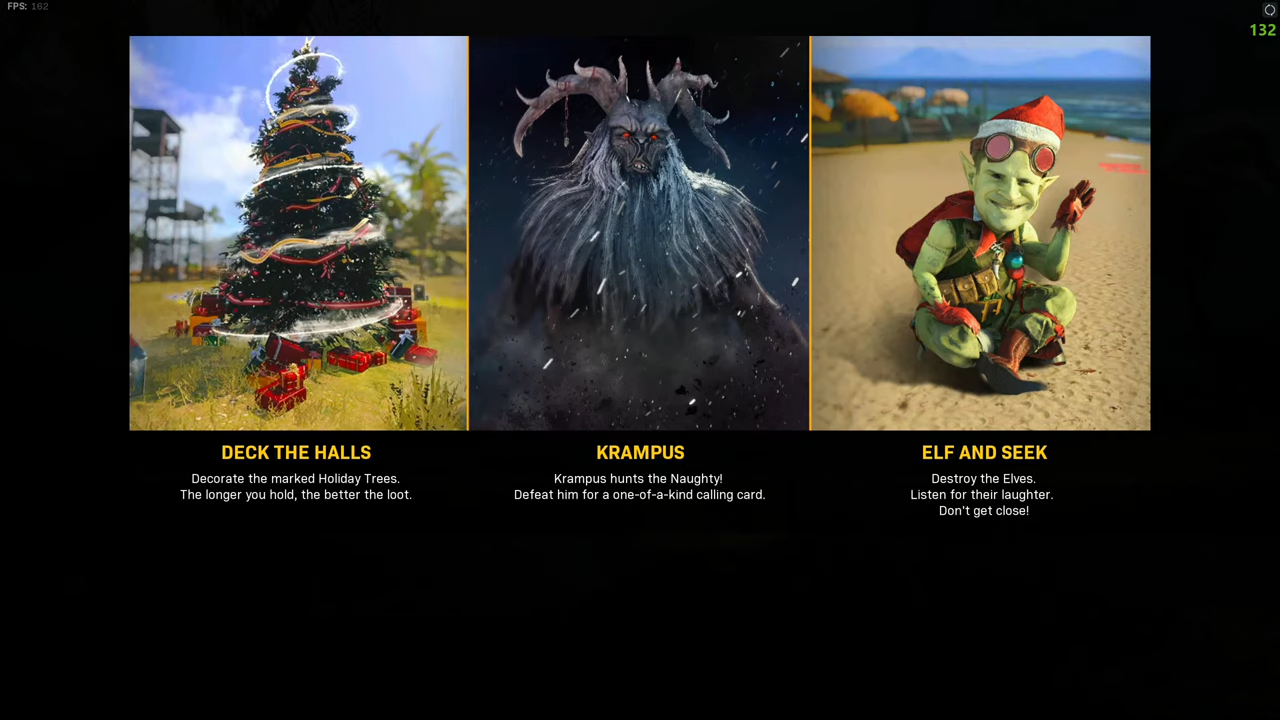 FPS: 162
132
DECK THE HALLS
Decorate the marked Holiday Trees.
The longer you hold, the better the loot.
KRAMPUS
Krampus hunts the Naughty!
Defeat him for a one-of-a-kind calling card.
ELF AND SEEK
Destroy the Elves.
Listen for their laughter.
Don't get close!